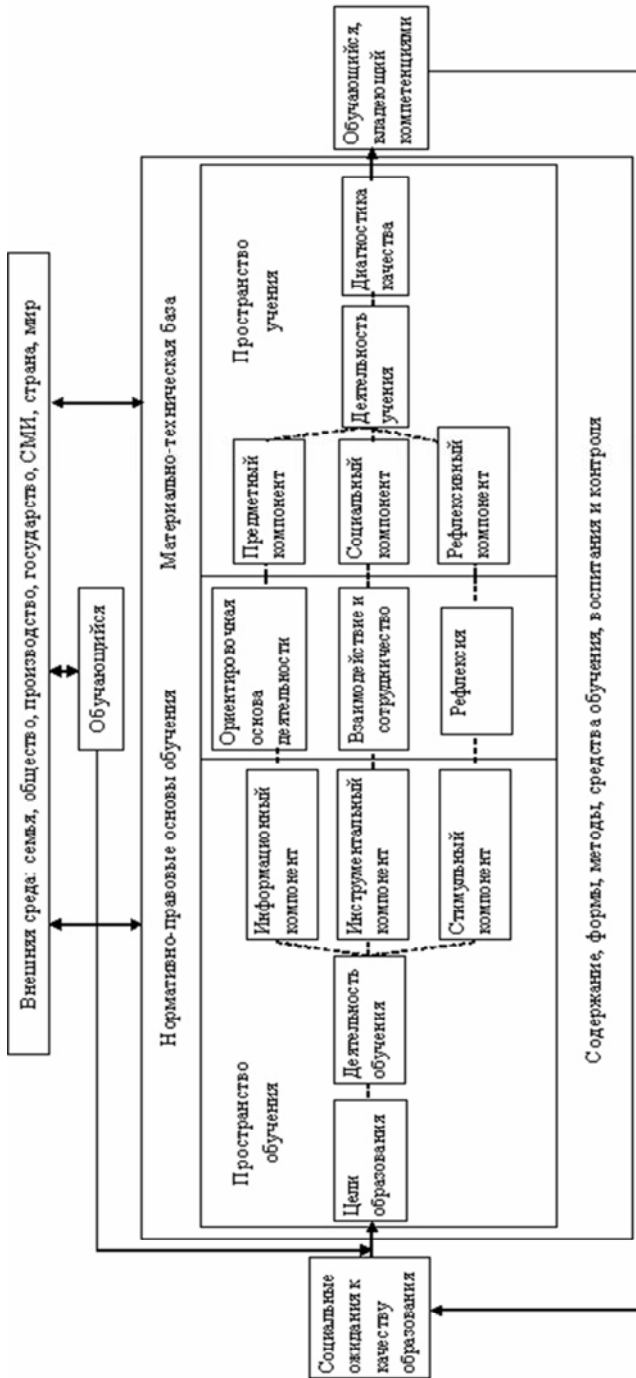 Внешняя среда: семья, общество, производство, государство, СМИ, страна, мир
Обучающийся
Нормативно-правовые основы обучения
Материально-техническая база
Пространство
обучения
Пространство
учения
Социальные
ожидания к
качеству
образования
Цели
образования
Деятельность
обучения
Информационный
компонент
Инструментальный
компонент
Стимульный
компонент
Ориентировочная
основа
деятельности
Взаимодействие и
сотрудничество
Рефлексия
Предметный
компонент
Социальный
компонент
Рефлексивный
компонент
Деятельность
учения
Диагностика
качества
Обучающийся,
владеющий
компетенциями
Содержание, формы, методы, средства обучения, воспитания и контроля